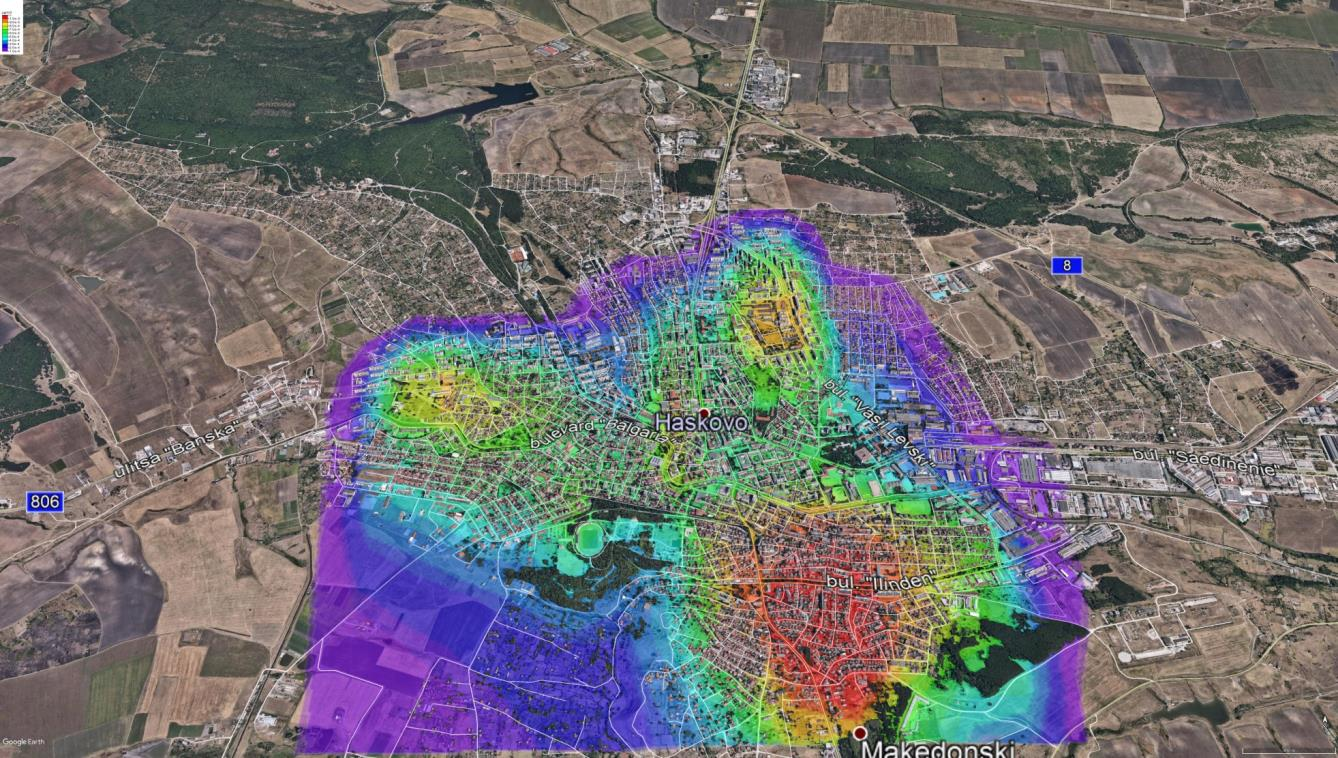 8
Haskovo
bul. "Vasil Levski"
bulevard "Balgaria"
ulitsa "Banska"
bul. "Saedinenie"
806
bul. "Ilinden"
Google Earth
Makedonski